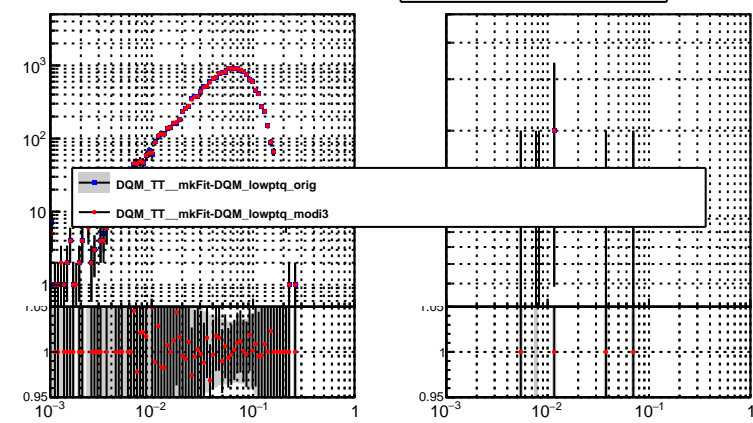 10³
10²
DQM_TT__mkFit-DQM_lowptq_orig
DQM_TT__mkFit-DQM_lowptq_modi3
10
1
1.05 1.05
1 1
0.95 0.95
10⁻³ 10⁻² 10⁻¹ 1 10⁻³ 10⁻² 10⁻¹ 1